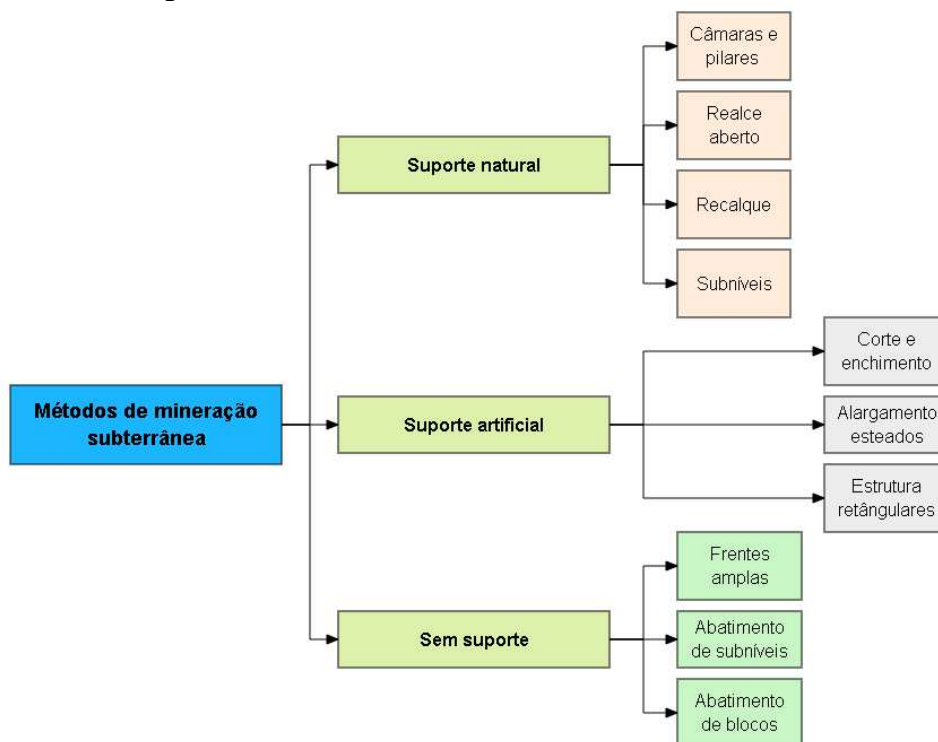 Câmaras e
pilares
Realce
aberto
Suporte natural
Recalque
Subníveis
Corte e
enchimento
Métodos de mineração
subterrânea
Suporte artificial
Alargamento
esteados
Estrutura
retângulares
Frentes
amplas
Sem suporte
Abatimento
de subníveis
Abatimento
de blocos